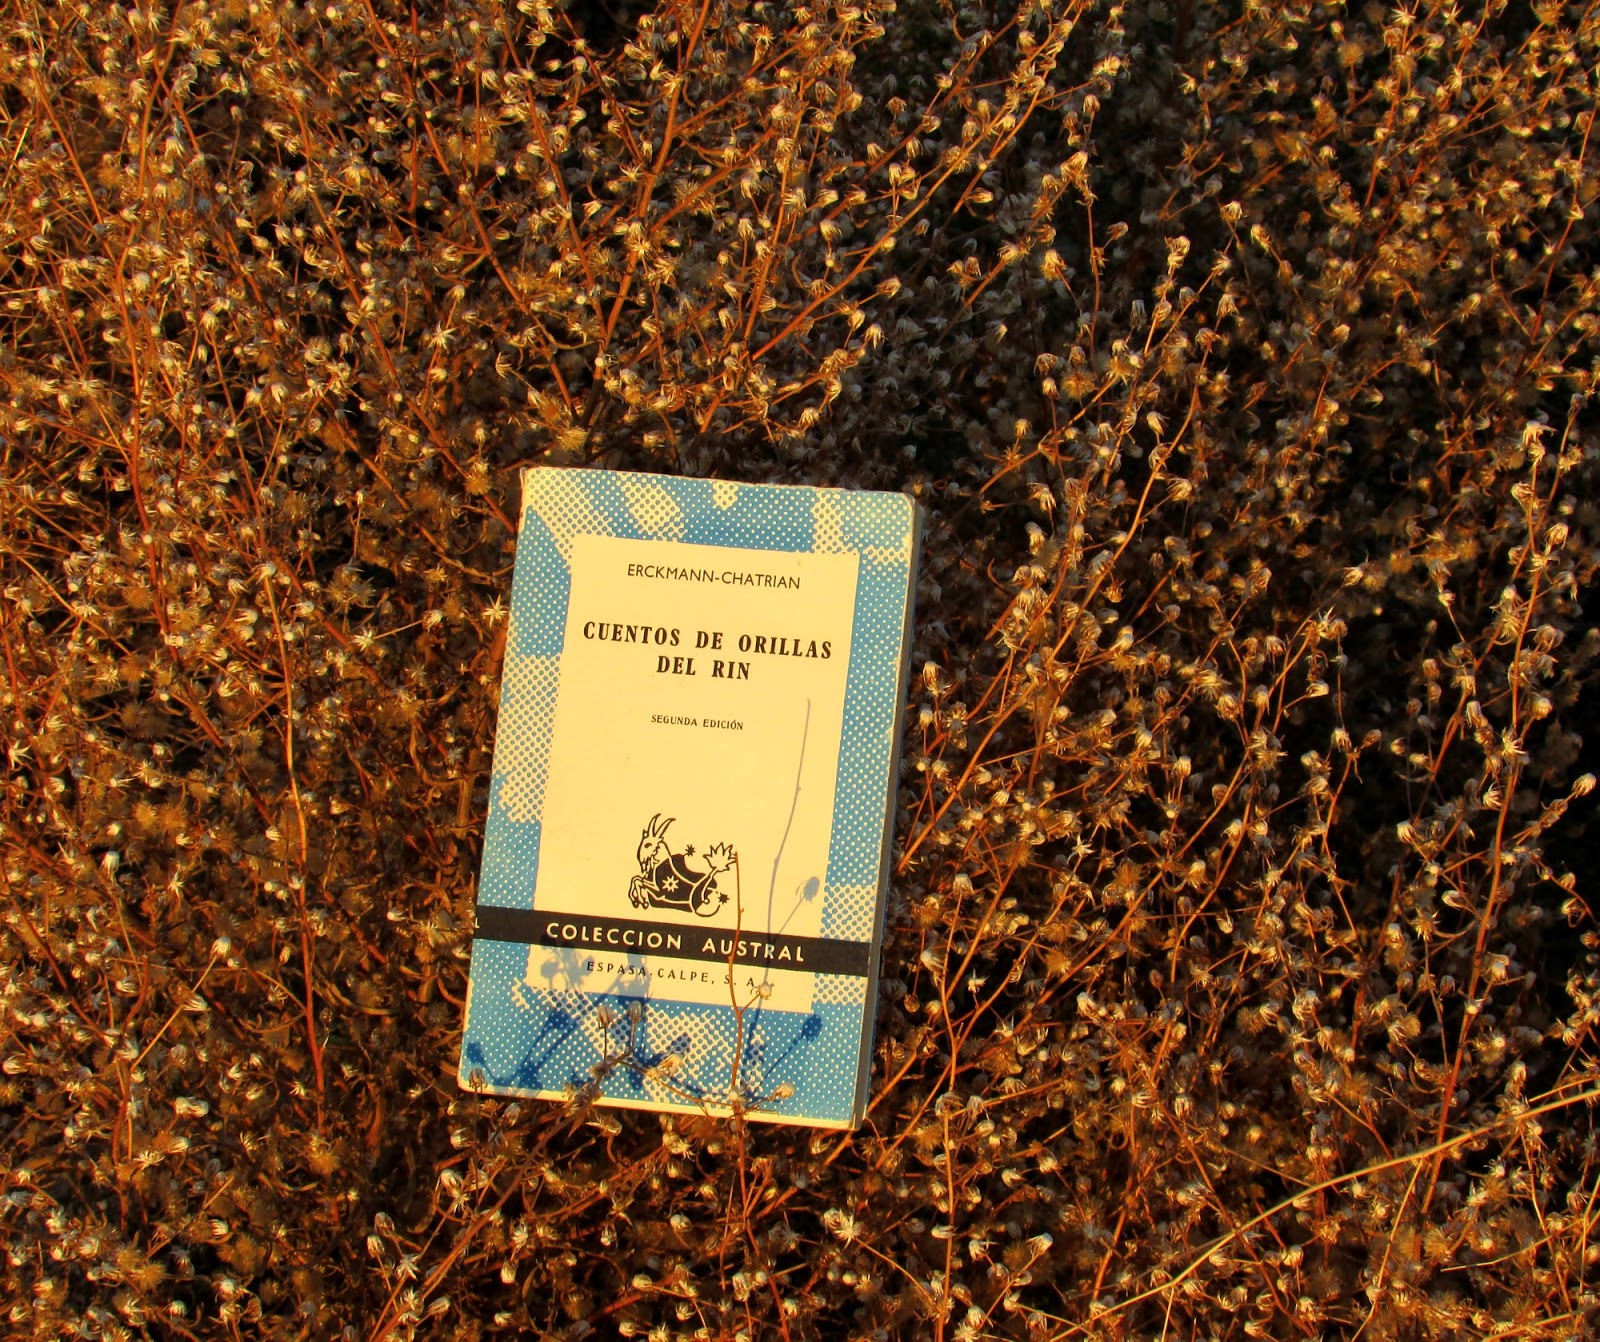 ERCKMANN-CHATRIAN
CUENTOS DE ORILLAS
DEL RIN
SEGUNDA EDICIÓN
COLECCION AUSTRAL
ESPASA-CALPE, S. A.